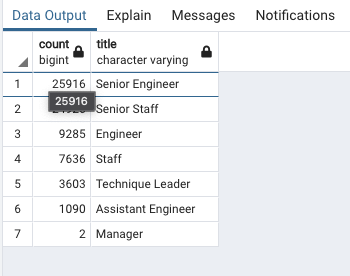 Data Output Explain Messages Notifications
count title
bigint character varying
1 25916 Senior Engineer
25916
2 Senior Staff
3 9285 Engineer
4 7636 Staff
5 3603 Technique Leader
6 1090 Assistant Engineer
7 2 Manager